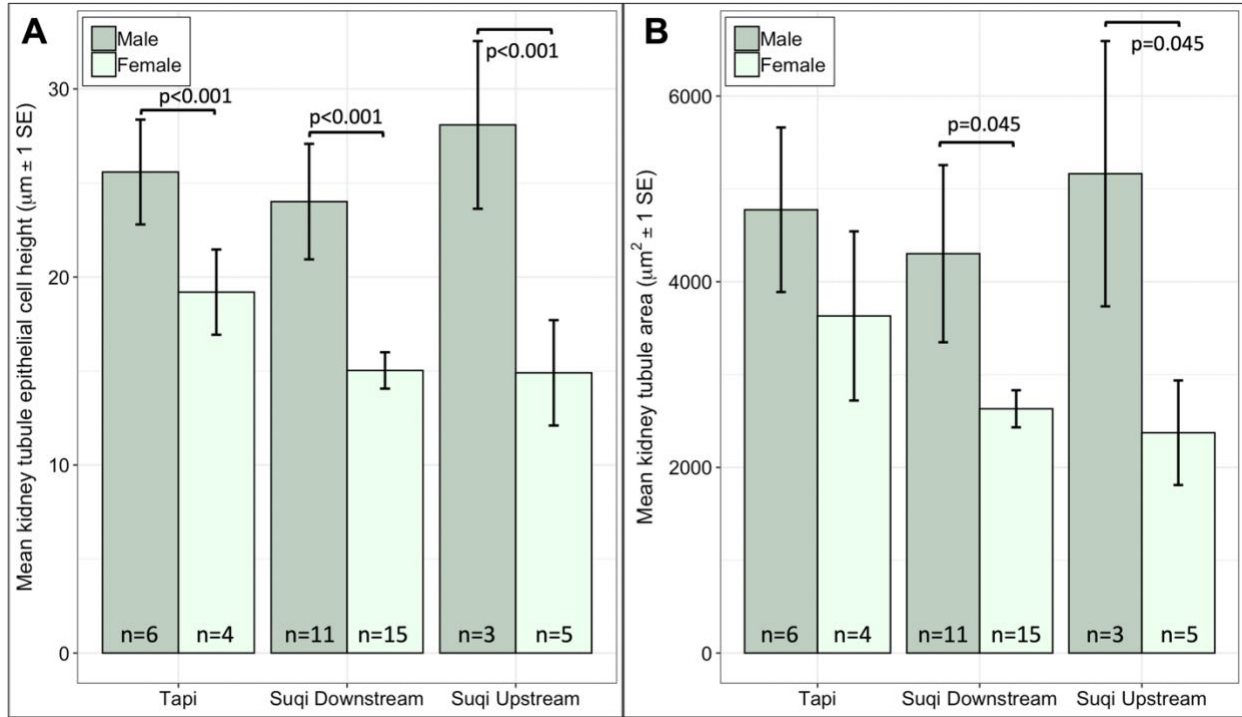 A
Male
Female
p<0.001
p<0.001
p<0.001
Mean kidney tubule epithelial cell height (μm ± 1 SE)
30
20
10
0
n=6
n=4
n=11
n=15
n=3
n=5
Tapi
Suqi Downstream
Suqi Upstream
B
Male
Female
p=0.045
p=0.045
Mean kidney tubule area (μm² ± 1 SE)
6000
4000
2000
0
n=6
n=4
n=11
n=15
n=3
n=5
Tapi
Suqi Downstream
Suqi Upstream